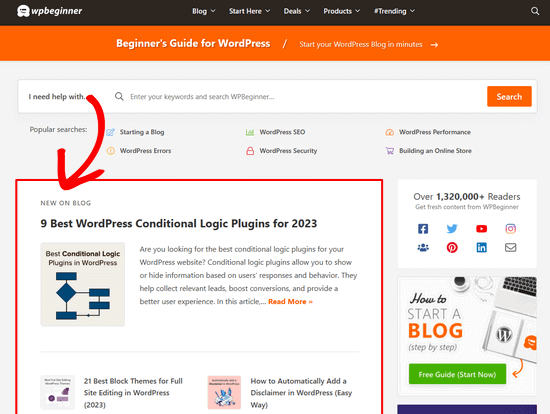 wpbeginner
Blog
Start Here
Deals
Products
#Trending
Beginner's Guide for WordPress / Start your WordPress Blog in minutes →
I need help with...
Enter your keywords and search WPBeginner...
Search
Popular searches:
Starting a Blog
WordPress SEO
WordPress Performance
WordPress Errors
WordPress Security
Building an Online Store
NEW ON BLOG
9 Best WordPress Conditional Logic Plugins for 2023
Best Conditional Logic
Plugins in WordPress
Are you looking for the best conditional logic plugins for your
WordPress website? Conditional logic plugins allow you to show
or hide information based on users' responses and behavior. They
help collect relevant leads, boost conversions, and provide a
better user experience. In this article,... Read More »
21 Best Block Themes for Full
Site Editing in WordPress
(2023)
How to Automatically Add a
Disclaimer in WordPress (Easy
Way)
Over 1,320,000+ Readers
Get fresh content from WPBeginner
How to
START A
BLOG
(step by step)
Free Guide (Start Now)